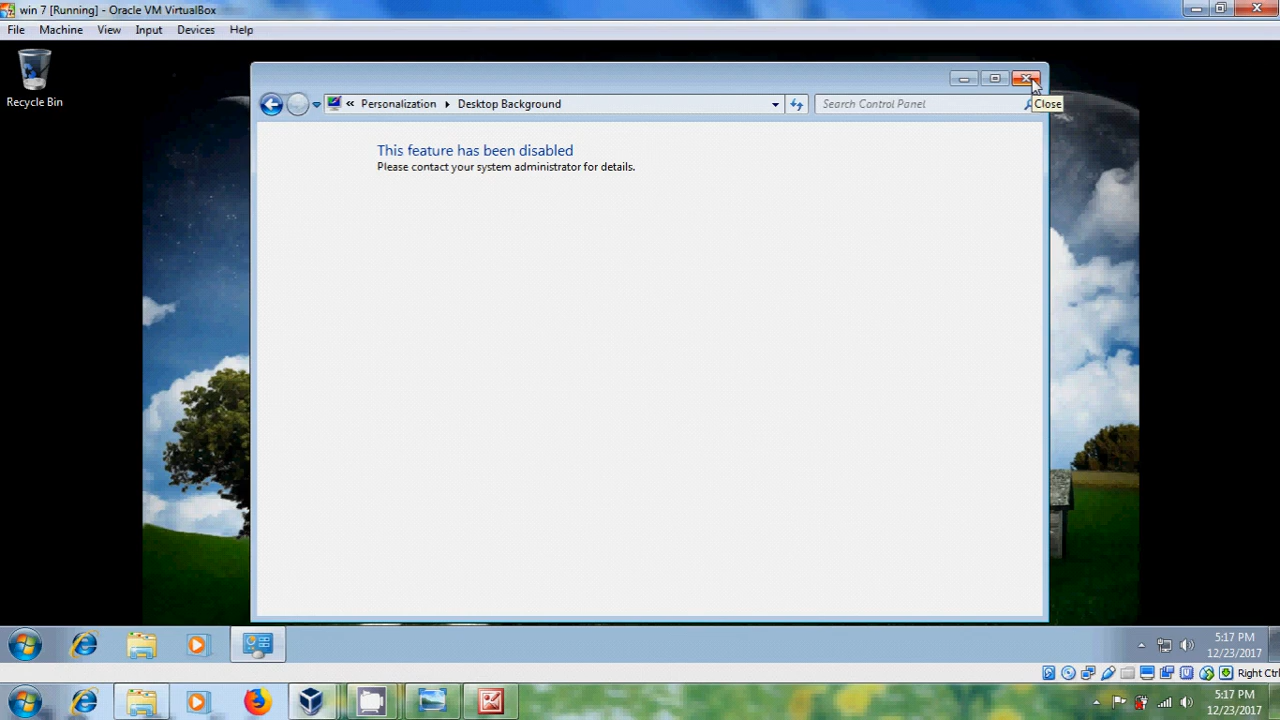 win 7 [Running] - Oracle VM VirtualBox
File Machine View Input Devices Help
Recycle Bin
« Personalization Desktop Background
Search Control Panel
Close
This feature has been disabled
Please contact your system administrator for details.
5:17 PM
12/23/2017
Right Ctrl
5:17 PM
12/23/2017